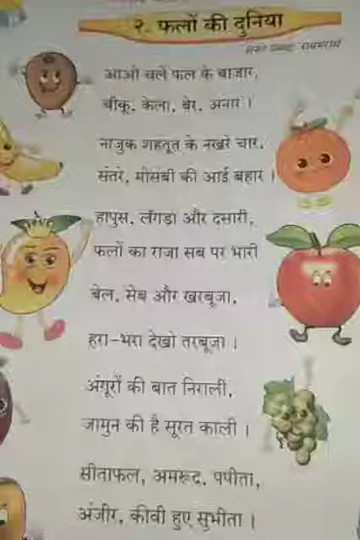 २. फलों की दुनिया
आओ चलें फल के बाजार,
चीकू, केला, बेर, अनार ।
नाजुक शहतूत के नखरे चार,
संतरे, मोसंबी की आई बहार ।
हापुस, लँगड़ा और दसारी,
फलों का राजा सब पर भारी
बेल, सेब और खरबूजा,
हरा-भरा देखो तरबूजा ।
अंगूरों की बात निराली,
जामुन की है सूरत काली ।
सीताफल, अमरूद, पपीता,
अंजीर, कीवी हुए सुभीता ।